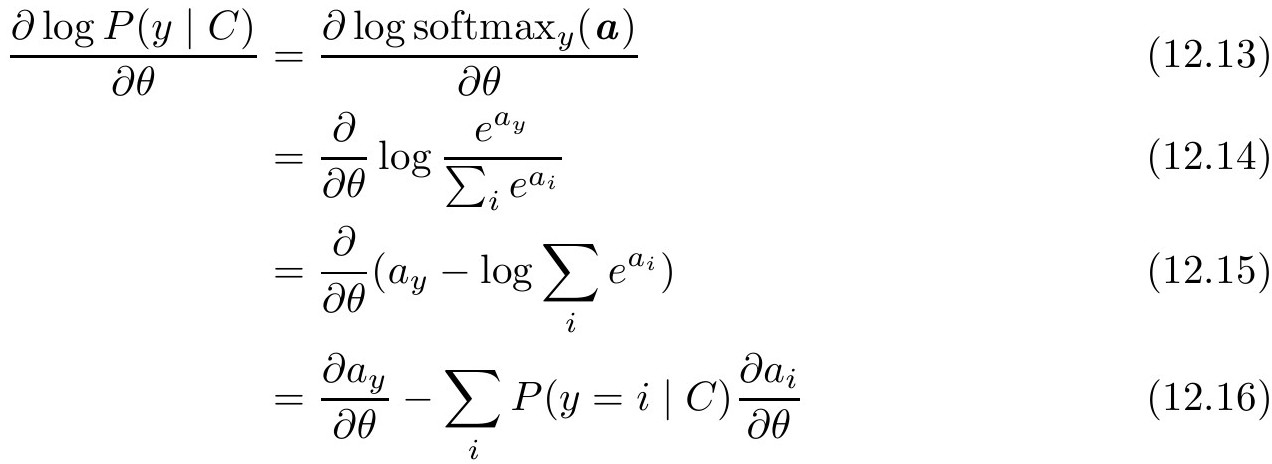 ∂ log P(y | C) / ∂θ = ∂ log softmax_y(𝒂) / ∂θ (12.13)
= ∂/∂θ log e^{a_y} / ∑_i e^{a_i} (12.14)
= ∂/∂θ (a_y − log ∑_i e^{a_i}) (12.15)
= ∂a_y/∂θ − ∑_i P(y = i | C) ∂a_i/∂θ (12.16)